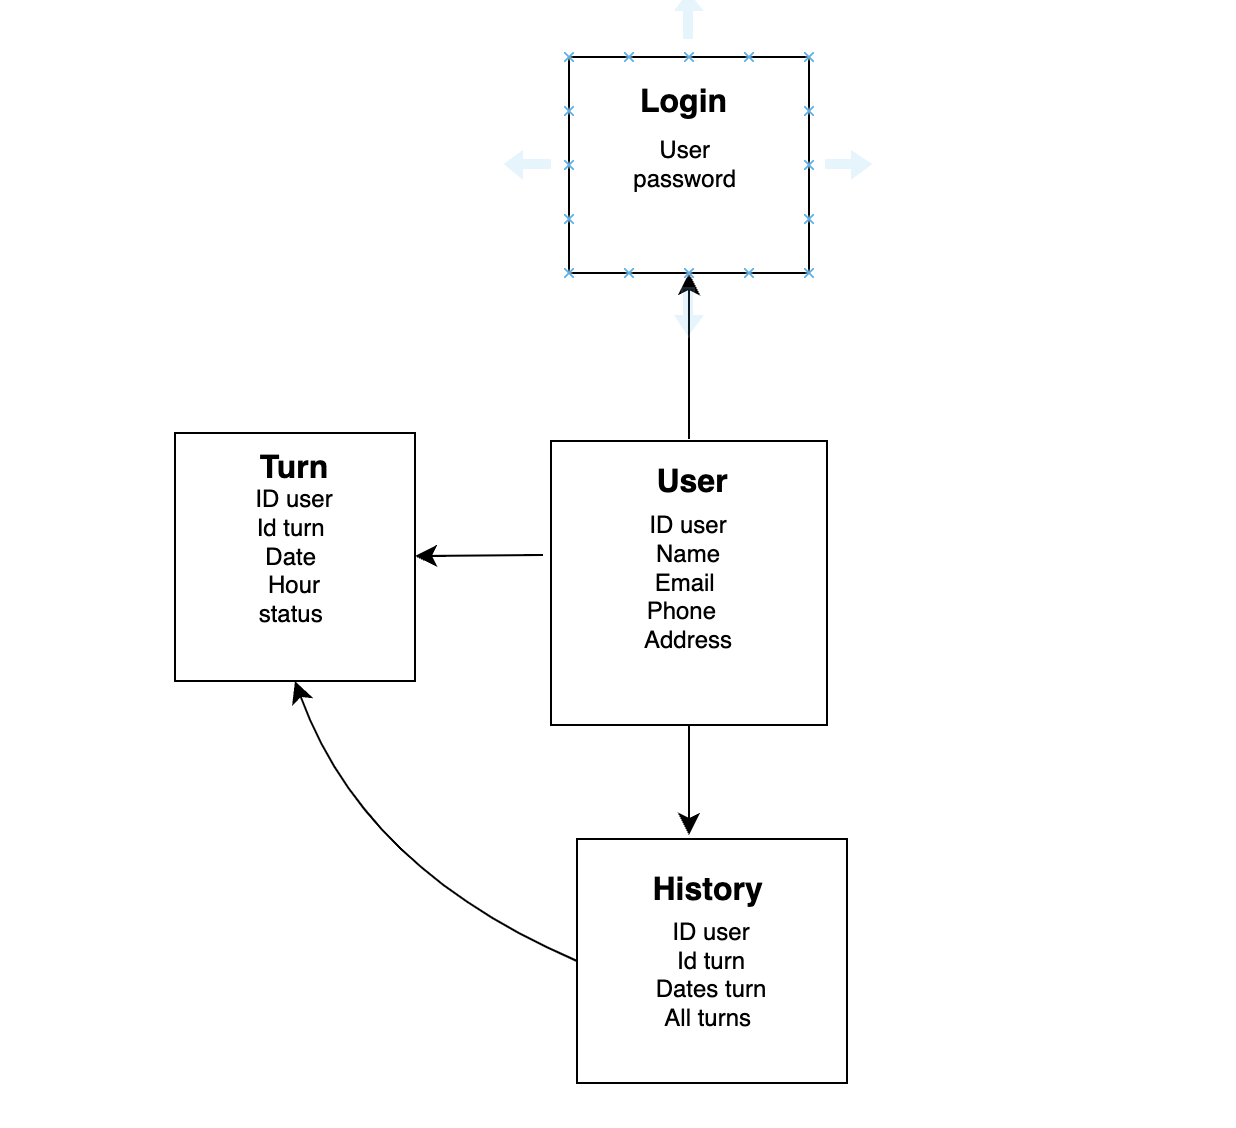 Login
User
password
Turn
ID user
Id turn
Date
Hour
status
User
ID user
Name
Email
Phone
Address
History
ID user
Id turn
Dates turn
All turns